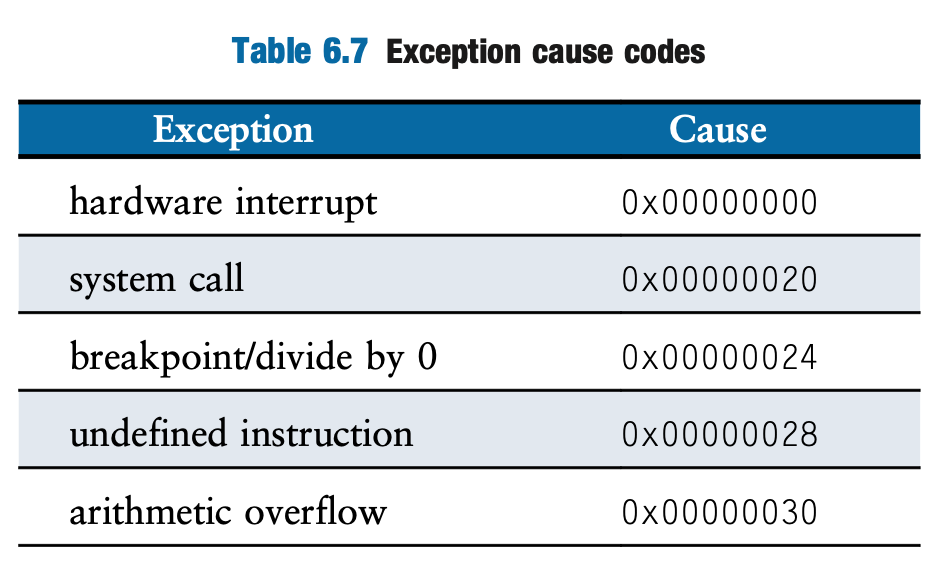 Table 6.7 Exception cause codes
Exception Cause
hardware interrupt 0x00000000
system call 0x00000020
breakpoint/divide by 0 0x00000024
undefined instruction 0x00000028
arithmetic overflow 0x00000030